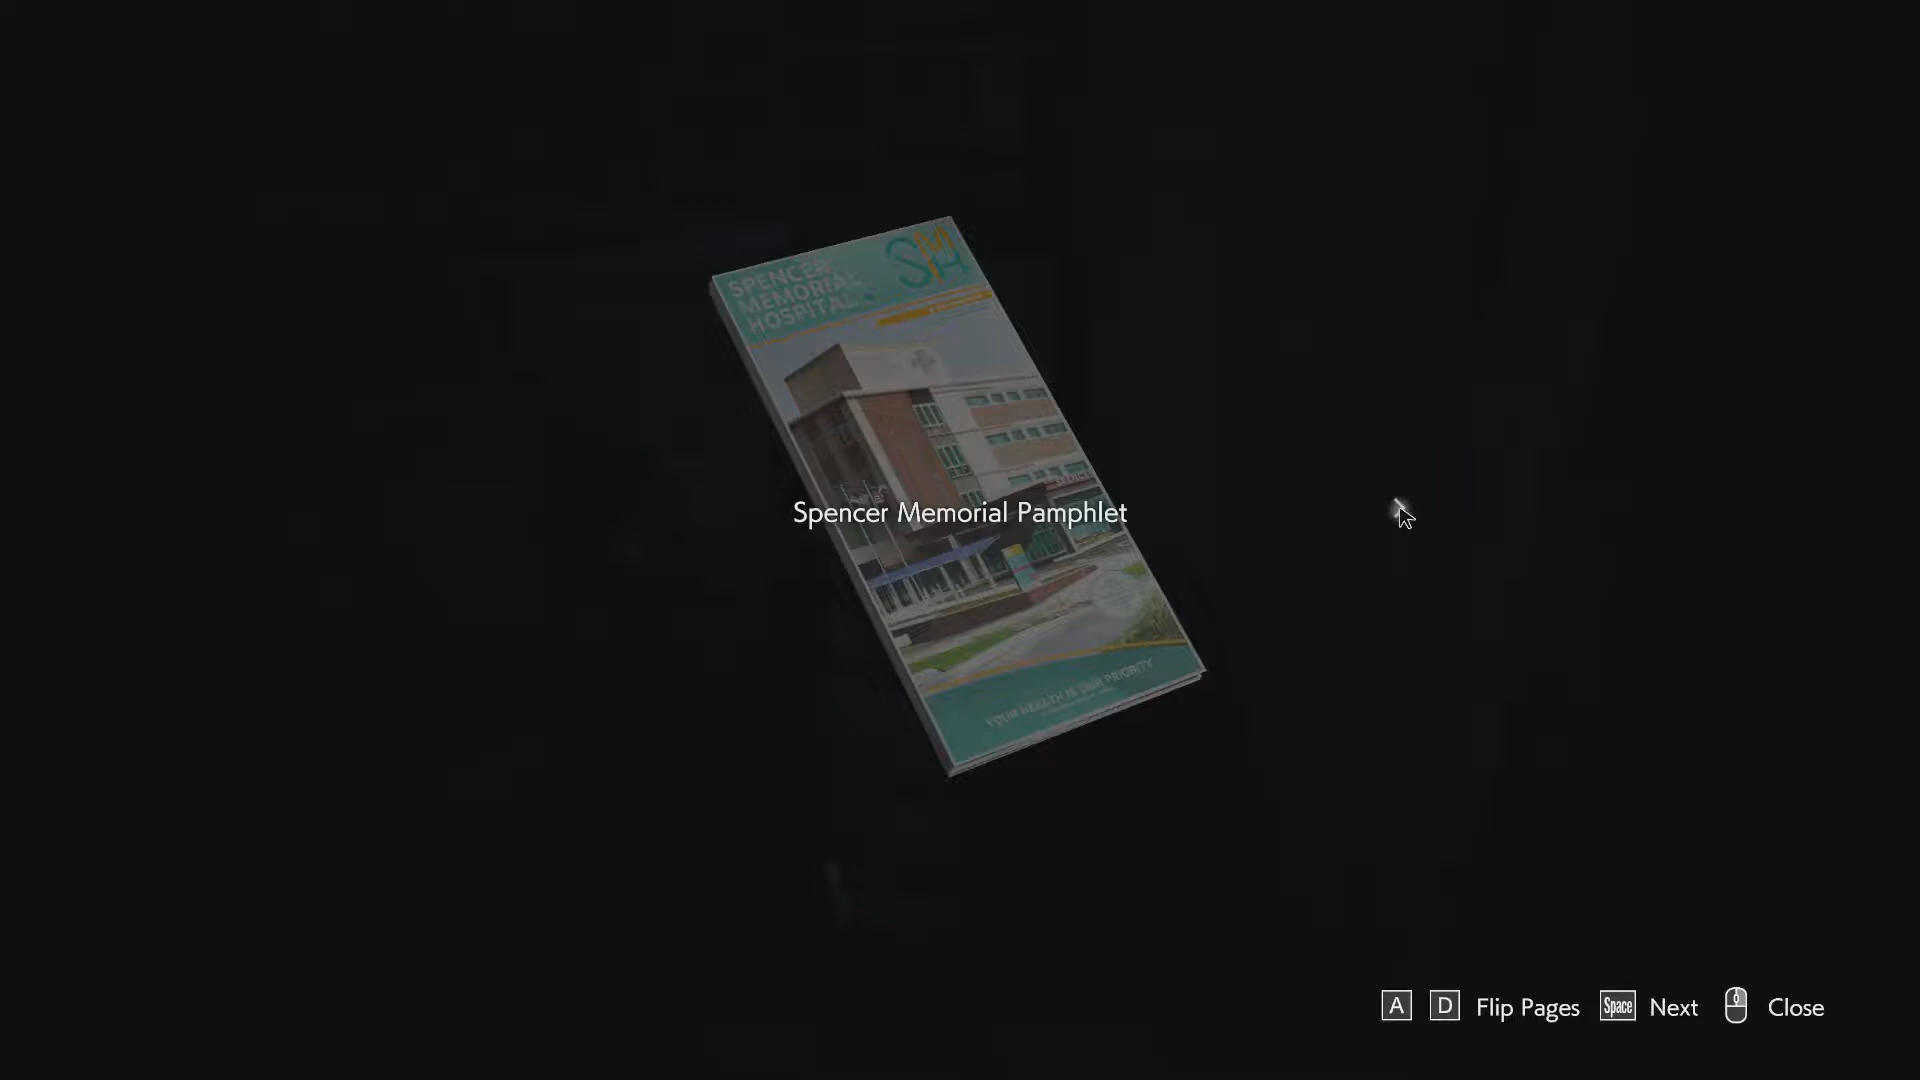 SPENCER
MEMORIAL
HOSPITAL
SMH
Spencer Memorial Pamphlet
YOUR HEALTH IS OUR PRIORITY
A D Flip Pages Space Next Close